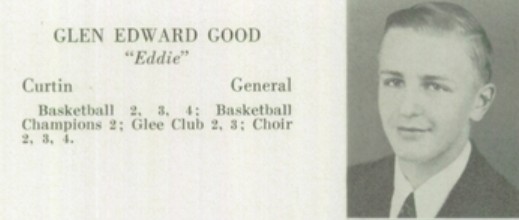 GLEN EDWARD GOOD
"Eddie"
Curtin General
Basketball 2, 3, 4; Basketball
Champions 2; Glee Club 2, 3; Choir
2, 3, 4.